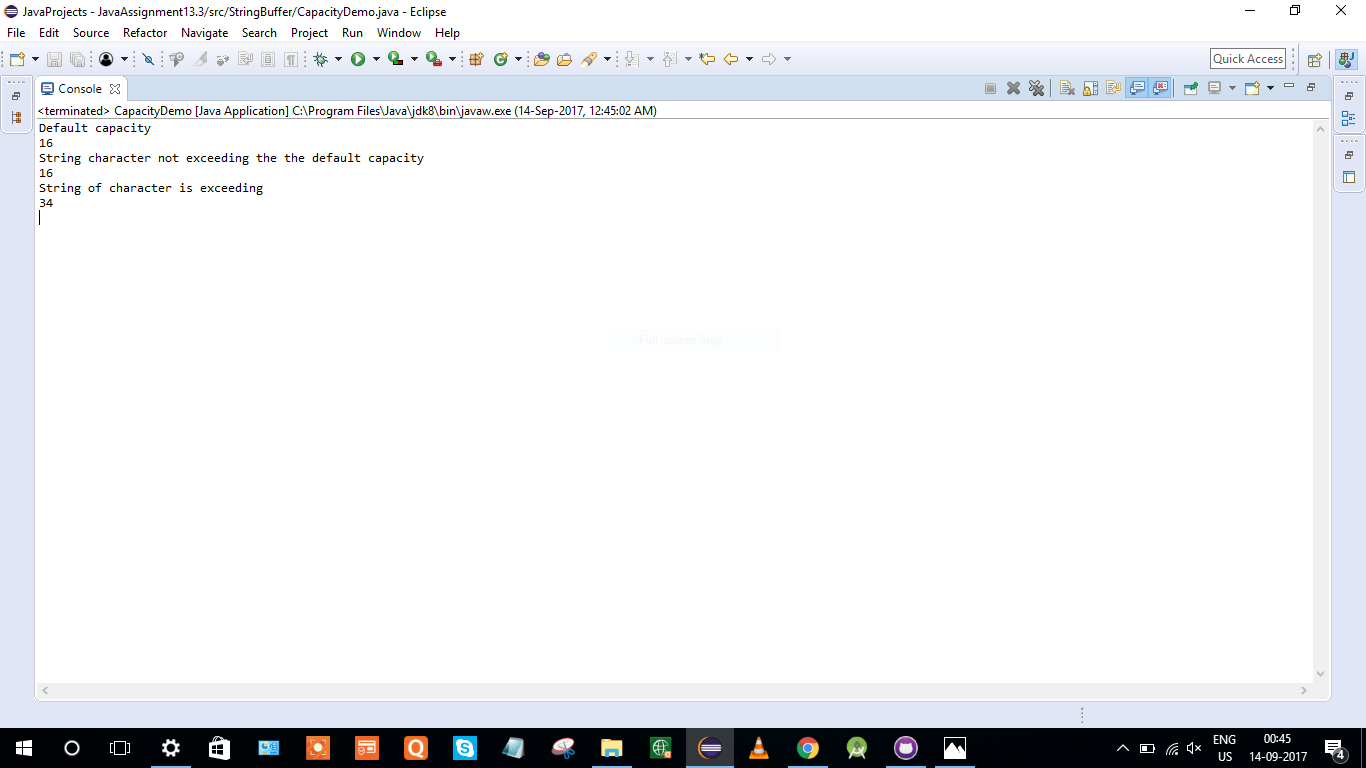 JavaProjects - JavaAssignment13.3/src/StringBuffer/CapacityDemo.java - Eclipse
File Edit Source Refactor Navigate Search Project Run Window Help
Quick Access
Console
<terminated> CapacityDemo [Java Application] C:\Program Files\Java\jdk8\bin\javaw.exe (14-Sep-2017, 12:45:02 AM)
Default capacity
16
String character not exceeding the the default capacity
16
String of character is exceeding
34
Full-screen Snip
ENG
US
00:45
14-09-2017
4